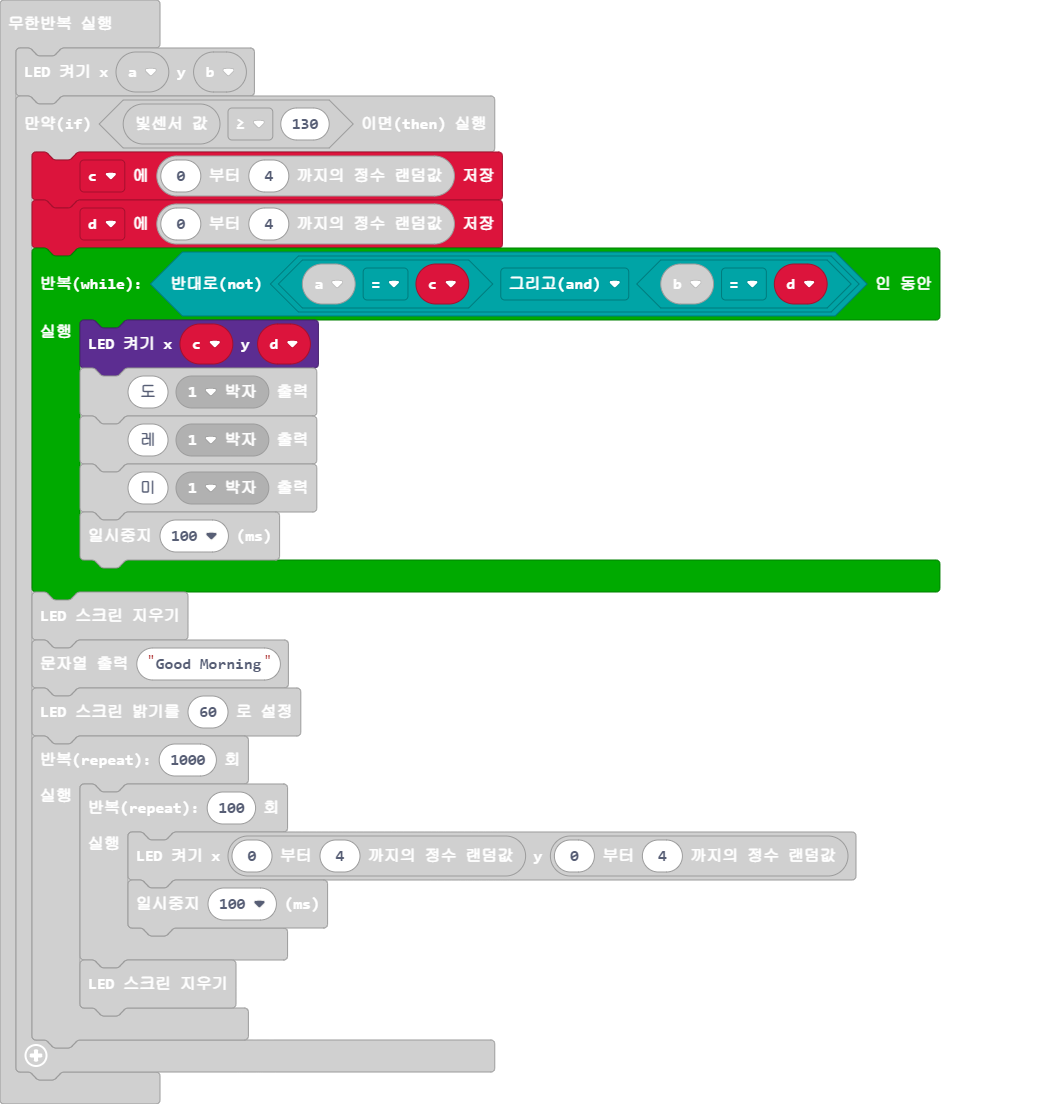 무한반복 실행
LED 켜기 x a y b
만약(if) 빛센서 값 ≥ 130 이면(then) 실행
c 에 0 부터 4 까지의 정수 랜덤값 저장
d 에 0 부터 4 까지의 정수 랜덤값 저장
반복(while): 반대로(not) a = c 그리고(and) b = d 인 동안
실행
LED 켜기 x c y d
도 1 박자 출력
레 1 박자 출력
미 1 박자 출력
일시중지 100 (ms)
LED 스크린 지우기
문자열 출력 "Good Morning"
LED 스크린 밝기를 60 로 설정
반복(repeat): 1000 회
실행
반복(repeat): 100 회
실행
LED 켜기 x 0 부터 4 까지의 정수 랜덤값 y 0 부터 4 까지의 정수 랜덤값
일시중지 100 (ms)
LED 스크린 지우기